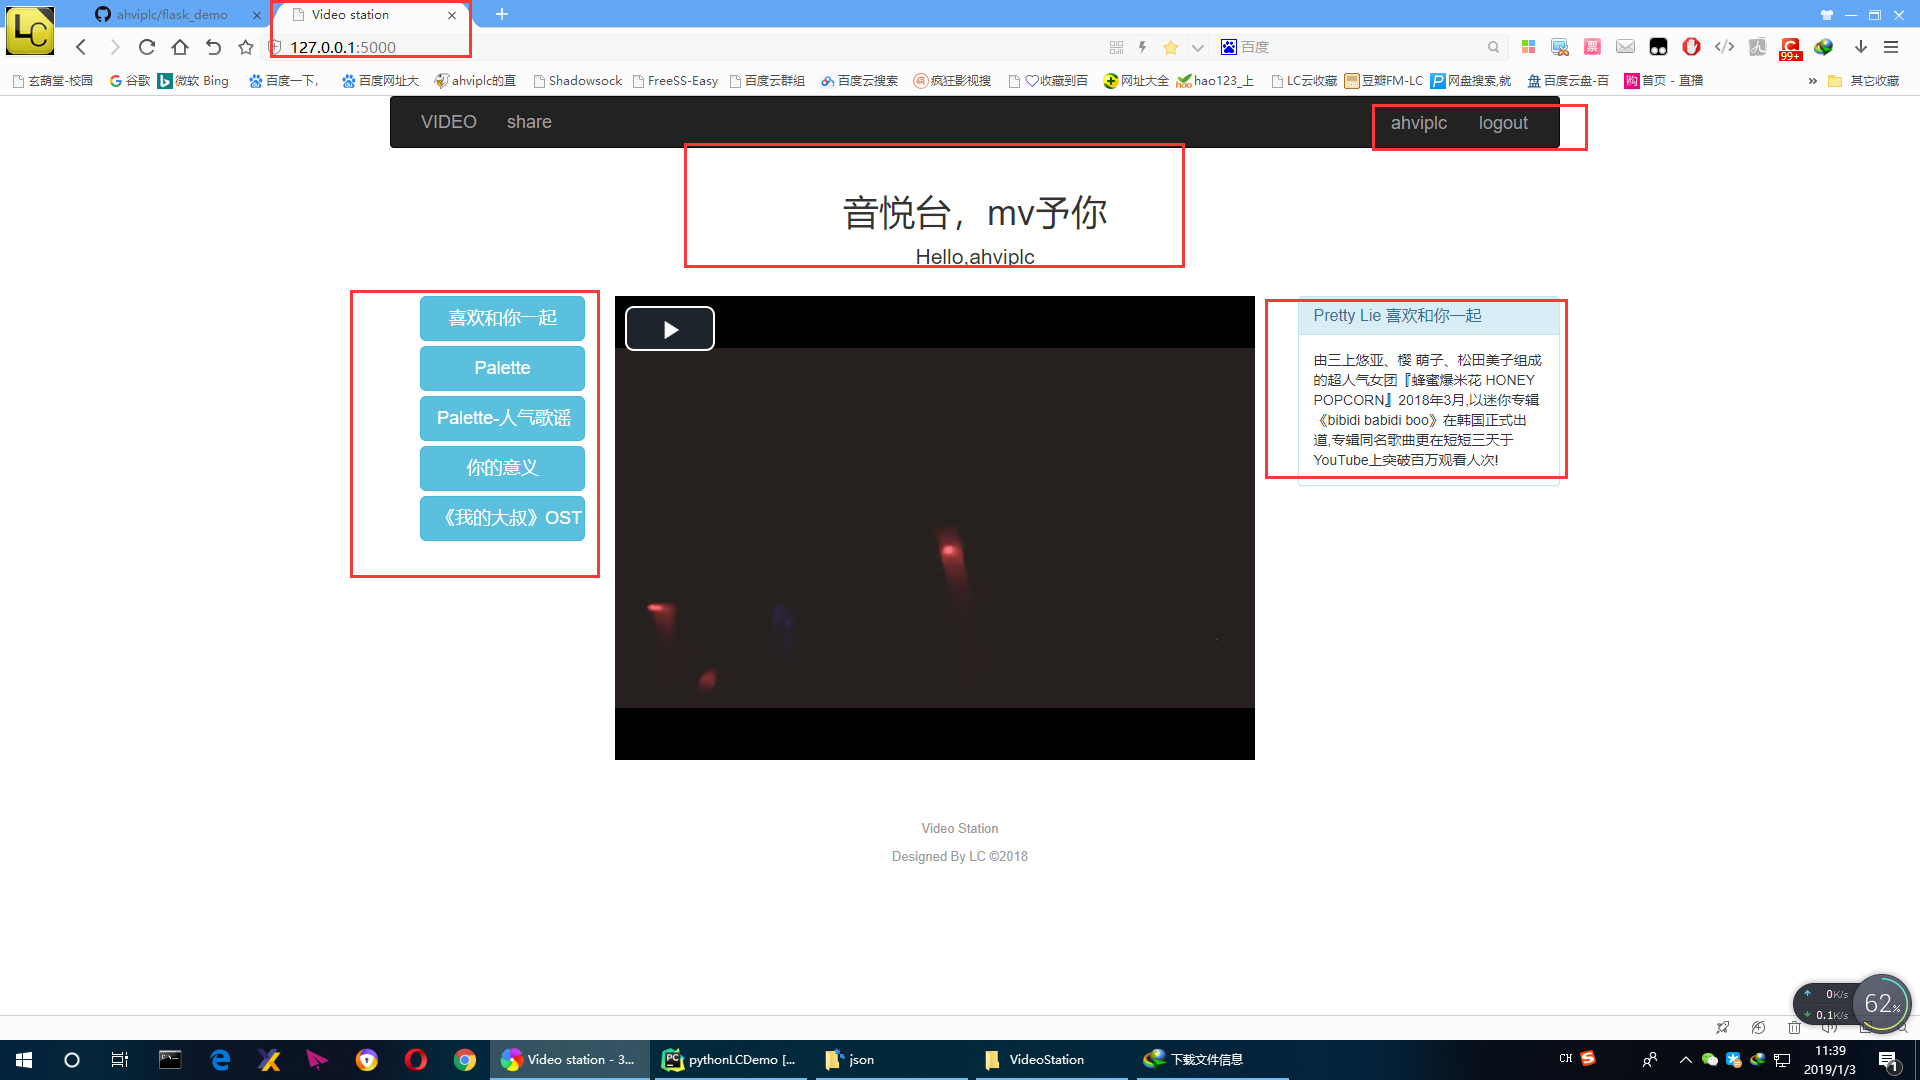 LC
ahviplc/flask_demo
Video station
127.0.0.1:5000
百度
99+
玄萌堂-校园
谷歌
微软 Bing
百度一下，
百度网址大
ahviplc的直
Shadowsock
FreeSS-Easy
百度云群组
百度云搜索
疯狂影视搜
收藏到百
网址大全
hao123_上
LC云收藏
豆瓣FM-LC
网盘搜索,就
百度云盘-百
首页 - 直播
»
其它收藏
VIDEO
share
ahviplc
logout
音悦台，mv予你
Hello,ahviplc
喜欢和你一起
Palette
Palette-人气歌谣
你的意义
《我的大叔》OST
Pretty Lie 喜欢和你一起
由三上悠亚、樱 萌子、松田美子组成
的超人气女团『蜂蜜爆米花 HONEY
POPCORN』2018年3月,以迷你专辑
《bibidi babidi boo》在韩国正式出
道,专辑同名歌曲更在短短三天于
YouTube上突破百万观看人次!
Video Station
Designed By LC ©2018
0K/s
0.1K/s
62%
Video station - 3...
pythonLCDemo [...
json
VideoStation
下载文件信息
CH
11:39
2019/1/3
1